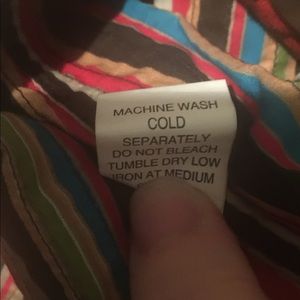 MACHINE WASH
COLD
SEPARATELY
DO NOT BLEACH
TUMBLE DRY LOW
IRON AT MEDIUM